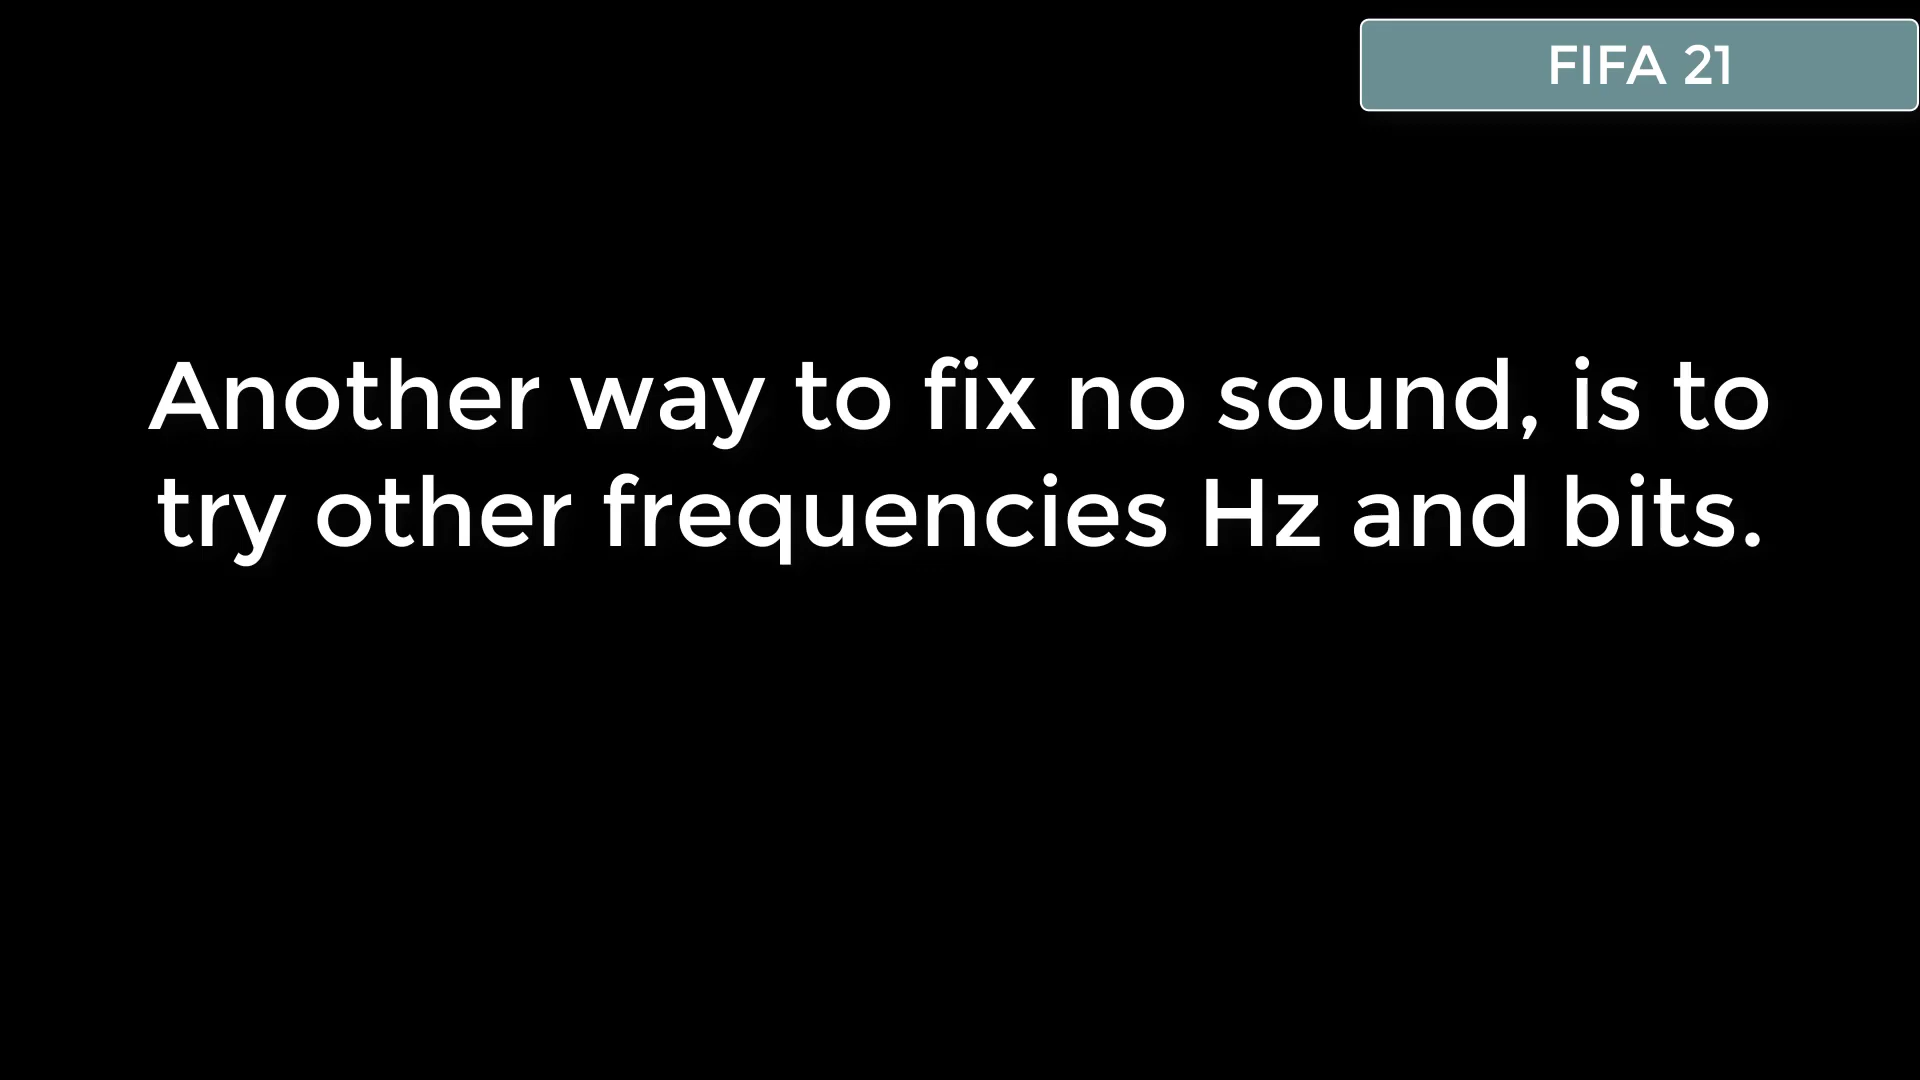 FIFA 21
Another way to fix no sound, is to
try other frequencies Hz and bits.